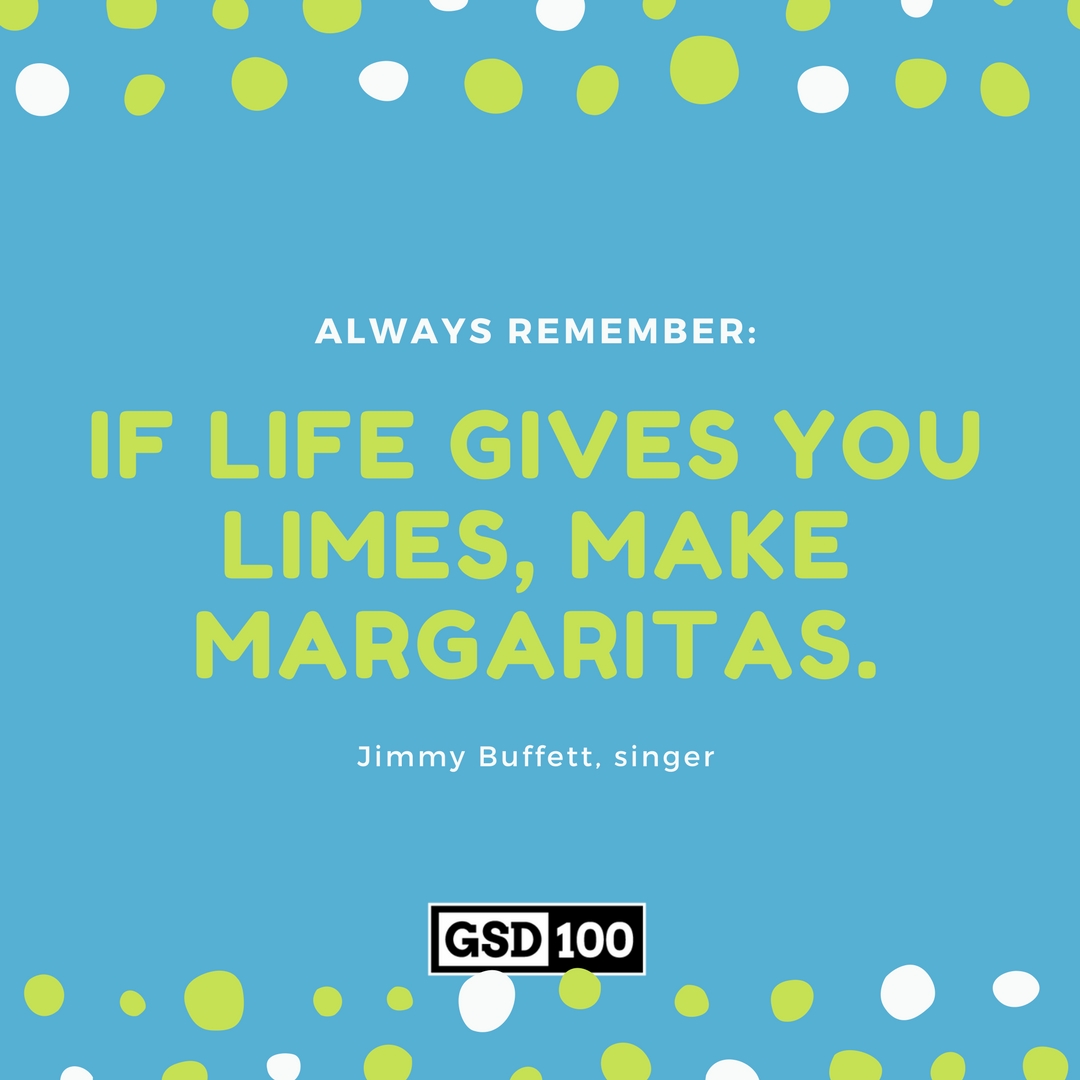 ALWAYS REMEMBER:
IF LIFE GIVES YOU
LIMES, MAKE
MARGARITAS.
Jimmy Buffett, singer
GSD 100